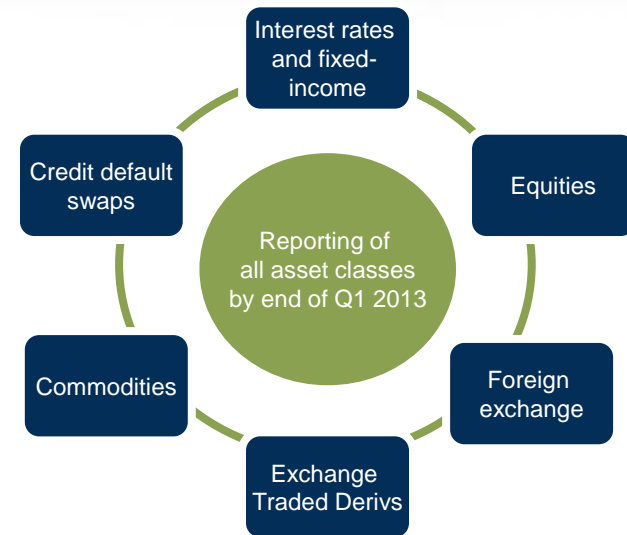 Interest rates
and fixed-
income
Credit default
swaps
Equities
Reporting of
all asset classes
by end of Q1 2013
Commodities
Foreign
exchange
Exchange
Traded Derivs